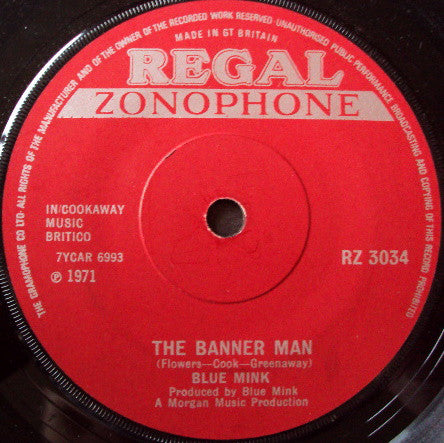 THE GRAMOPHONE CO LTD· ALL RIGHTS OF THE MANUFACTURER AND OF THE OWNER OF THE RECORDED WORK RESERVED·UNAUTHORISED PUBLIC PERFORMANCE BROADCASTING AND COPYING OF THIS RECORD PROHIBITED
MADE IN GT BRITAIN
REGAL
ZONOPHONE
IN/COOKAWAY
MUSIC
BRITICO
7YCAR 6993
℗ 1971
RZ 3034
THE BANNER MAN
(Flowers—Cook—Greenaway)
BLUE MINK
Produced by Blue Mink
A Morgan Music Production